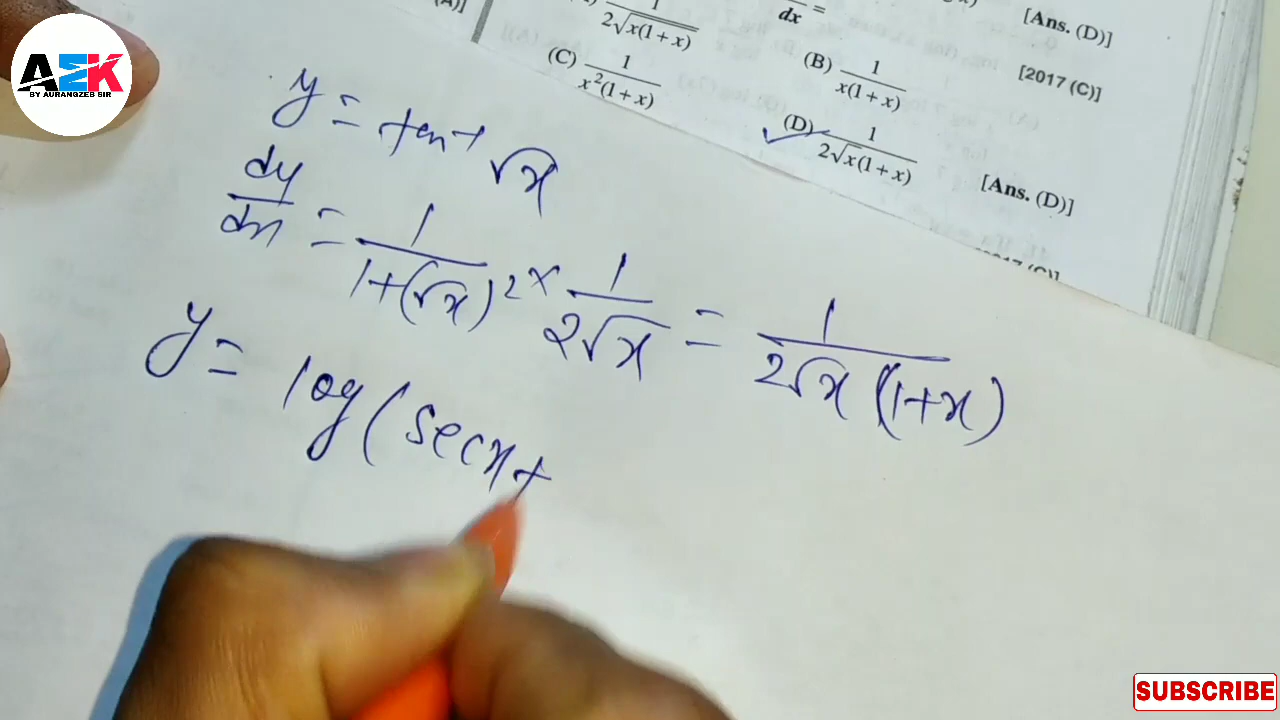 AEK
BY AURANGZEB SIR
dx =
[Ans. (D)]
1 / 2√x(1+x)
(B) 1 / x(1+x)
[2017 (C)]
(C) 1 / x²(1+x)
(D) 1 / 2√x(1+x)
[Ans. (D)]
y = tan⁻¹ √x
dy/dx = 1 / 1+(√x)² × 1 / 2√x = 1 / 2√x (1+x)
y = log(secx+
SUBSCRIBE